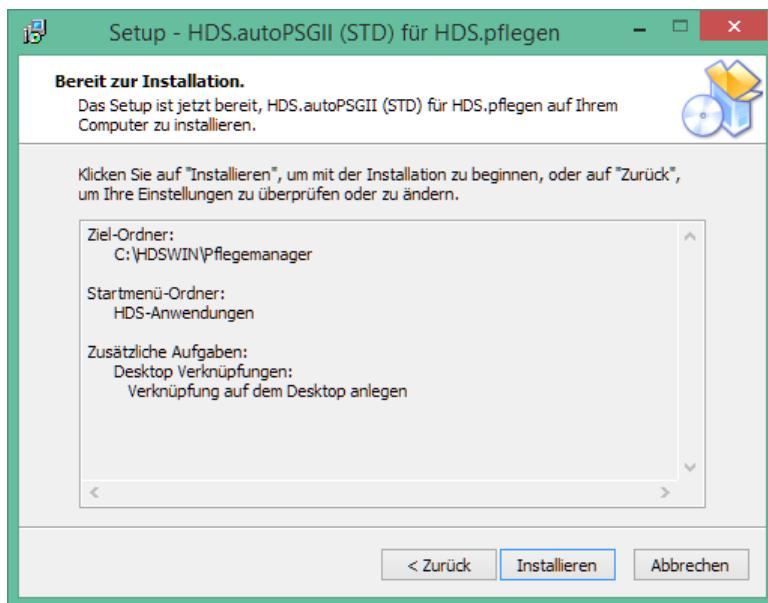 Setup - HDS.autoPSGII (STD) für HDS.pflegen
Bereit zur Installation.
Das Setup ist jetzt bereit, HDS.autoPSGII (STD) für HDS.pflegen auf Ihrem
Computer zu installieren.
Klicken Sie auf "Installieren", um mit der Installation zu beginnen, oder auf "Zurück",
um Ihre Einstellungen zu überprüfen oder zu ändern.
Ziel-Ordner:
C:\HDSWIN\Pflegemanager
Startmenü-Ordner:
HDS-Anwendungen
Zusätzliche Aufgaben:
Desktop Verknüpfungen:
Verknüpfung auf dem Desktop anlegen
< Zurück
Installieren
Abbrechen